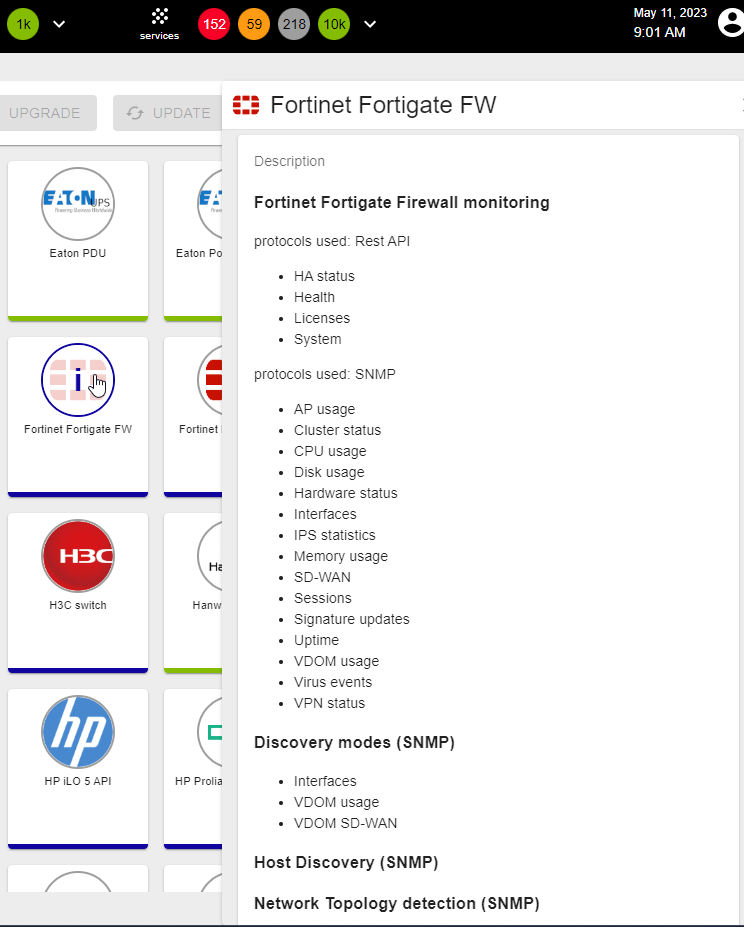 1k
services
152
59
218
10k
May 11, 2023
9:01 AM
UPGRADE
UPDATE
Fortinet Fortigate FW
EATON UPS
Powering Business Worldwide
Eaton PDU
Eaton Po
i
Fortinet Fortigate FW
Fortinet
H3C
H3C switch
Ha
Hanw
hp
HP iLO 5 API
HP Prolia
Description
Fortinet Fortigate Firewall monitoring
protocols used: Rest API
HA status
Health
Licenses
System
protocols used: SNMP
AP usage
Cluster status
CPU usage
Disk usage
Hardware status
Interfaces
IPS statistics
Memory usage
SD-WAN
Sessions
Signature updates
Uptime
VDOM usage
Virus events
VPN status
Discovery modes (SNMP)
Interfaces
VDOM usage
VDOM SD-WAN
Host Discovery (SNMP)
Network Topology detection (SNMP)